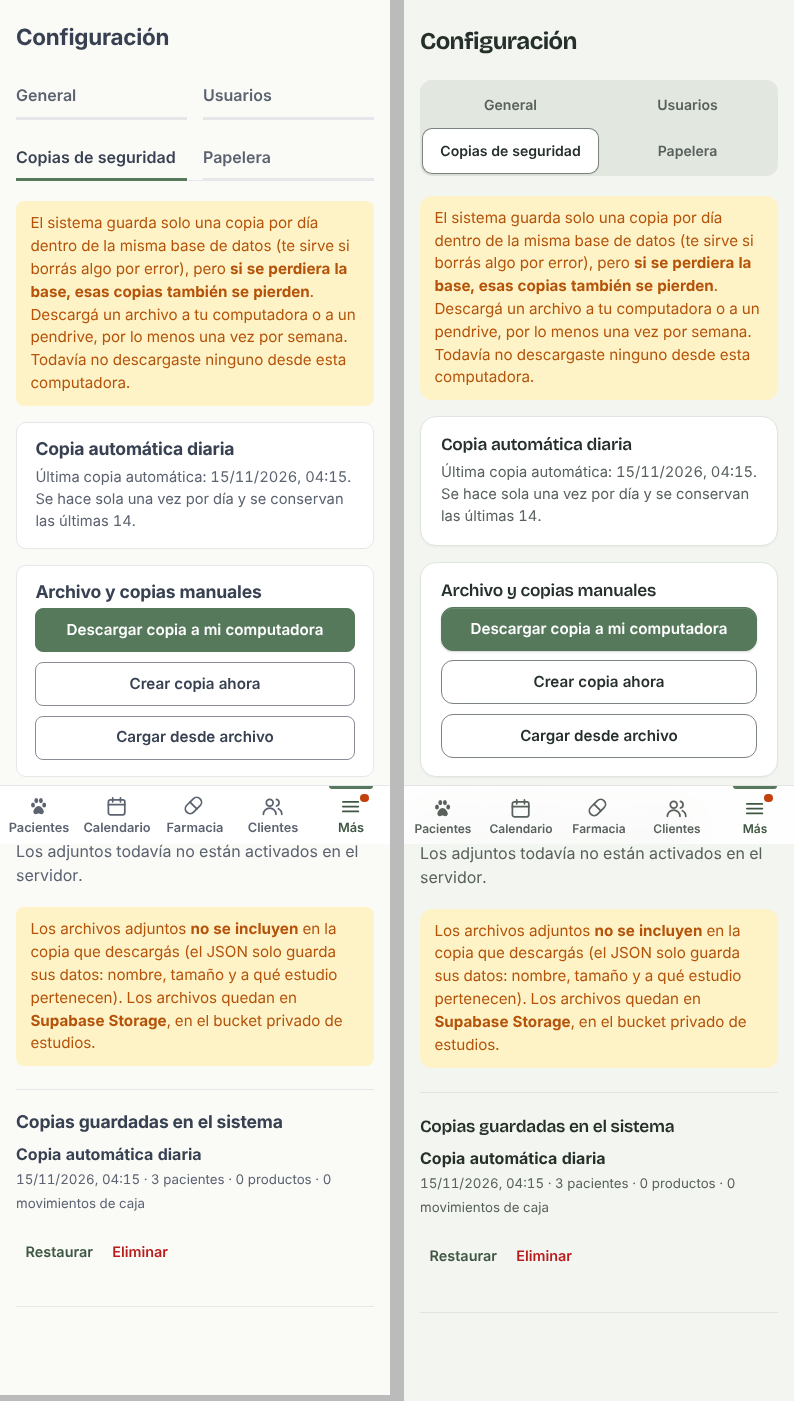 Configuración
General
Usuarios
Copias de seguridad
Papelera
El sistema guarda solo una copia por día
dentro de la misma base de datos (te sirve si
borrás algo por error), pero si se perdiera la
base, esas copias también se pierden.
Descargá un archivo a tu computadora o a un
pendrive, por lo menos una vez por semana.
Todavía no descargaste ninguno desde esta
computadora.
Copia automática diaria
Última copia automática: 15/11/2026, 04:15.
Se hace sola una vez por día y se conservan
las últimas 14.
Archivo y copias manuales
Descargar copia a mi computadora
Crear copia ahora
Cargar desde archivo
Pacientes
Calendario
Farmacia
Clientes
Más
Los adjuntos todavía no están activados en el
servidor.
Los archivos adjuntos no se incluyen en la
copia que descargás (el JSON solo guarda
sus datos: nombre, tamaño y a qué estudio
pertenecen). Los archivos quedan en
Supabase Storage, en el bucket privado de
estudios.
Copias guardadas en el sistema
Copia automática diaria
15/11/2026, 04:15 · 3 pacientes · 0 productos · 0
movimientos de caja
Restaurar
Eliminar
Configuración
General
Usuarios
Copias de seguridad
Papelera
El sistema guarda solo una copia por día
dentro de la misma base de datos (te sirve si
borrás algo por error), pero si se perdiera la
base, esas copias también se pierden.
Descargá un archivo a tu computadora o a un
pendrive, por lo menos una vez por semana.
Todavía no descargaste ninguno desde esta
computadora.
Copia automática diaria
Última copia automática: 15/11/2026, 04:15.
Se hace sola una vez por día y se conservan
las últimas 14.
Archivo y copias manuales
Descargar copia a mi computadora
Crear copia ahora
Cargar desde archivo
Pacientes
Calendario
Farmacia
Clientes
Más
Los adjuntos todavía no están activados en el
servidor.
Los archivos adjuntos no se incluyen en la
copia que descargás (el JSON solo guarda
sus datos: nombre, tamaño y a qué estudio
pertenecen). Los archivos quedan en
Supabase Storage, en el bucket privado de
estudios.
Copias guardadas en el sistema
Copia automática diaria
15/11/2026, 04:15 · 3 pacientes · 0 productos · 0
movimientos de caja
Restaurar
Eliminar